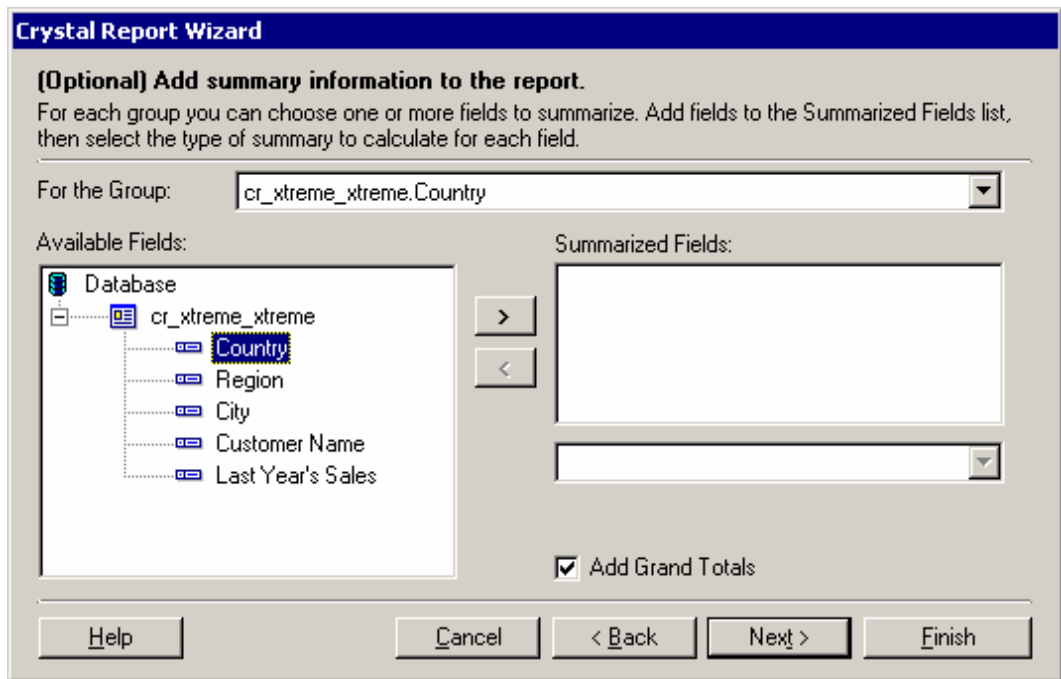 Crystal Report Wizard
(Optional) Add summary information to the report.
For each group you can choose one or more fields to summarize. Add fields to the Summarized Fields list,
then select the type of summary to calculate for each field.
For the Group:
cr_xtreme_xtreme.Country
Available Fields:
Database
cr_xtreme_xtreme
Country
Region
City
Customer Name
Last Year's Sales
>
<
Summarized Fields:
Add Grand Totals
Help
Cancel
< Back
Next >
Finish